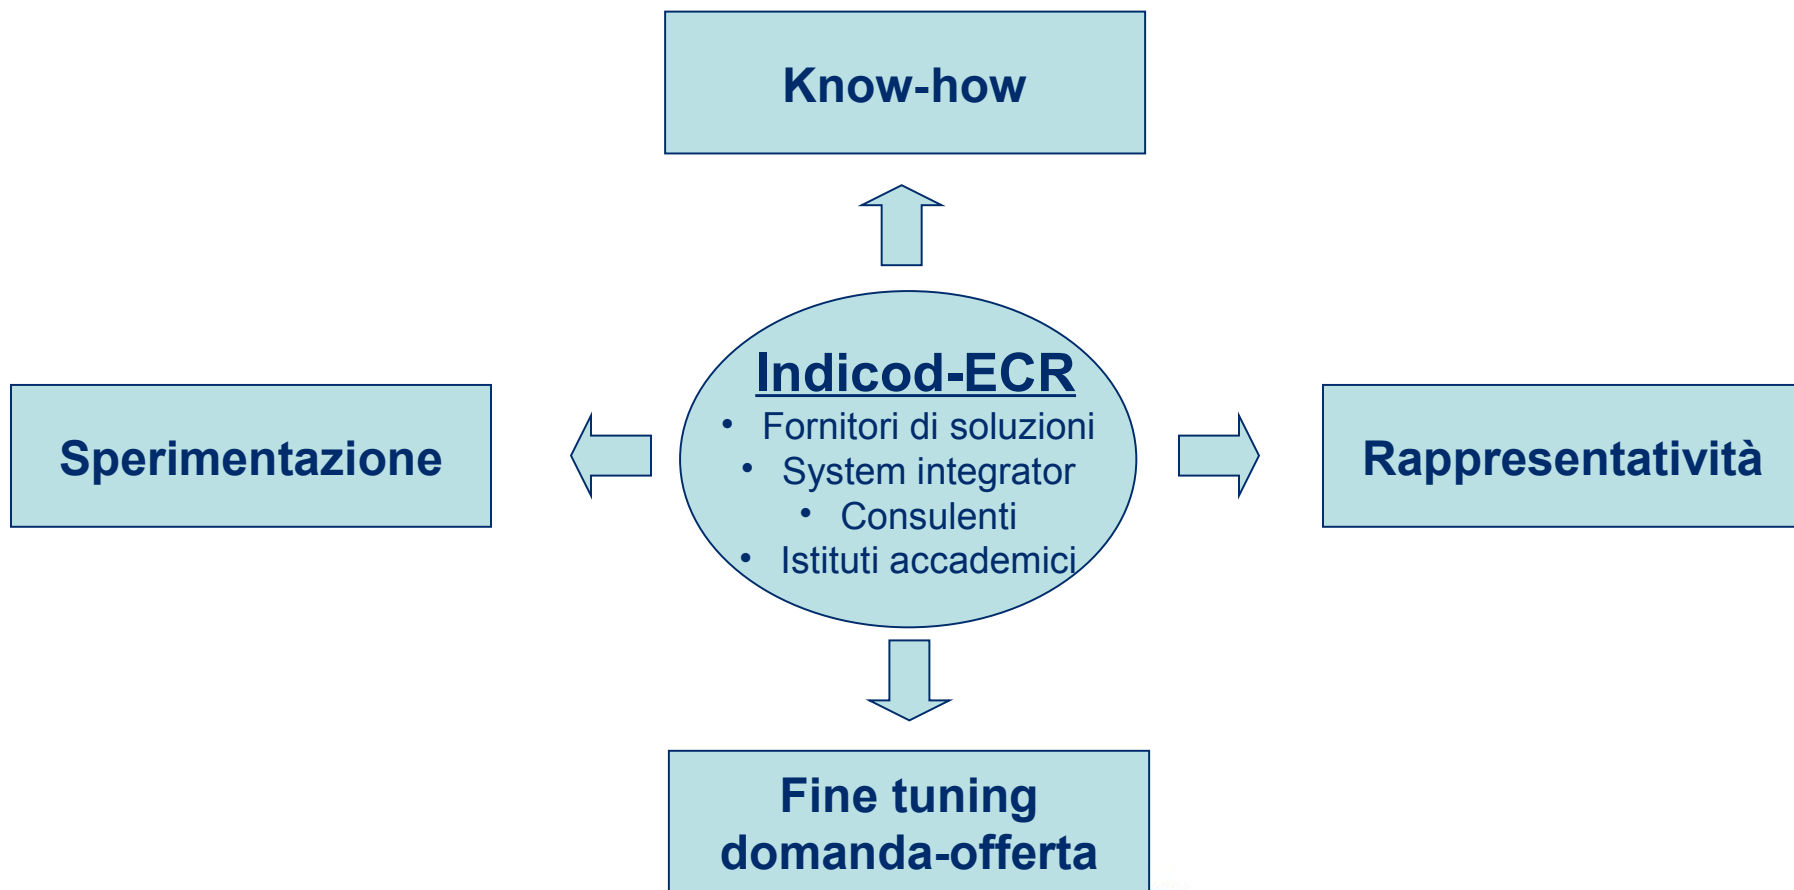 Know-how
Indicod-ECR
• Fornitori di soluzioni
• System integrator
• Consulenti
• Istituti accademici
Sperimentazione
Rappresentatività
Fine tuning
domanda-offerta